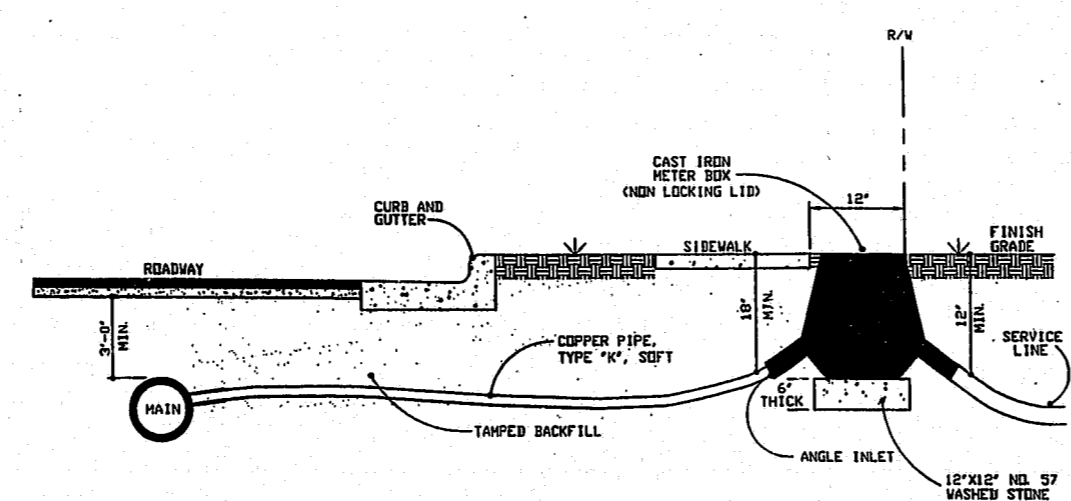 R/W
CAST IRON
METER BOX
(NON LOCKING LID)
12"
CURB AND
GUTTER
FINISH
GRADE
SIDEWALK
ROADWAY
3'-0"
MIN.
18"
MIN.
12"
MIN.
SERVICE
LINE
COPPER PIPE,
TYPE "K", SOFT
6"
THICK
MAIN
TAMPED BACKFILL
ANGLE INLET
12"X12" NO. 57
WASHED STONE